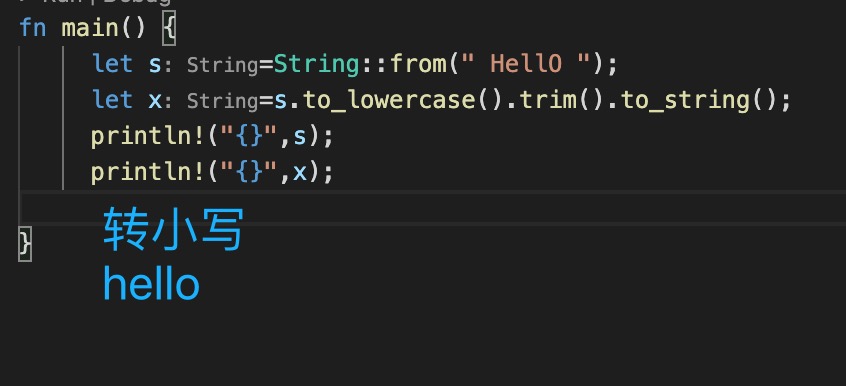 Run | Debug
fn main() {
let s: String=String::from(" HellO ");
let x: String=s.to_lowercase().trim().to_string();
println!("{}",s);
println!("{}",x);
转小写
}
hello